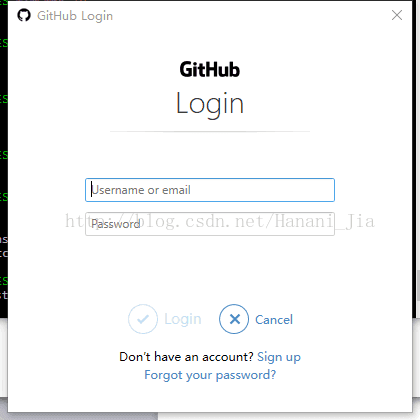 GitHub Login
GitHub
Login
Username or email
http://blog.csdn.net/Hanani_Jia
Password
Login
Cancel
Don't have an account? Sign up
Forgot your password?